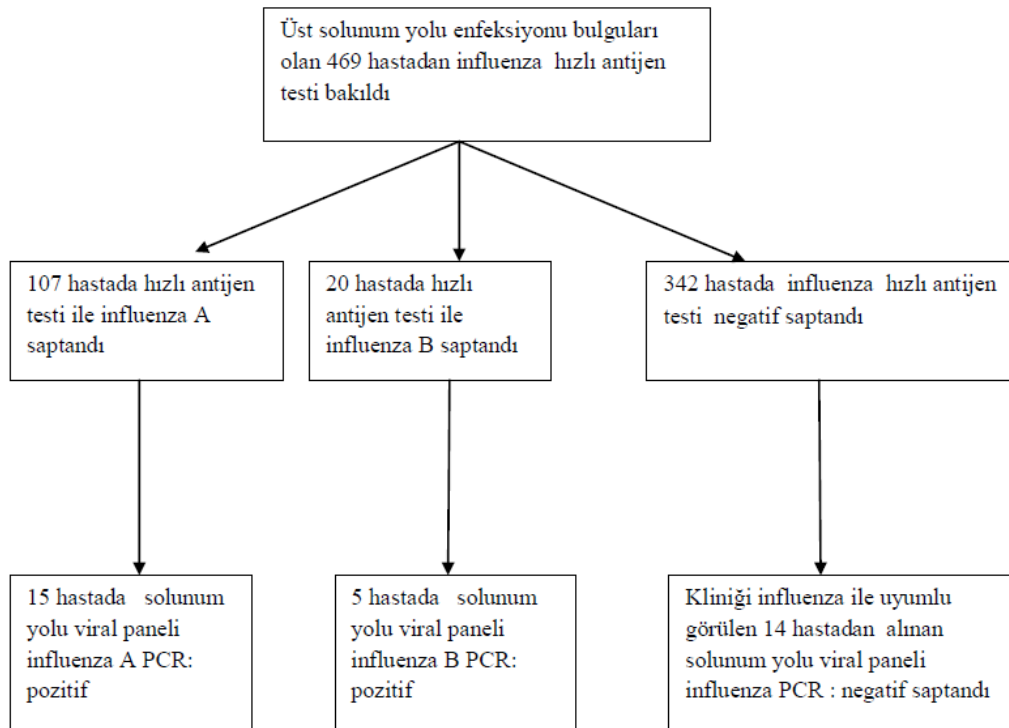 Üst solunum yolu enfeksiyonu bulguları
olan 469 hastadan influenza hızlı antijen
testi bakıldı
107 hastada hızlı antijen
testi ile influenza A
saptandı
20 hastada hızlı
antijen testi ile
influenza B saptandı
342 hastada influenza hızlı antijen
testi negatif saptandı
15 hastada solunum
yolu viral paneli
influenza A PCR:
pozitif
5 hastada solunum
yolu viral paneli
influenza B PCR:
pozitif
Kliniği influenza ile uyumlu
görülen 14 hastadan alınan
solunum yolu viral paneli
influenza PCR : negatif saptandı